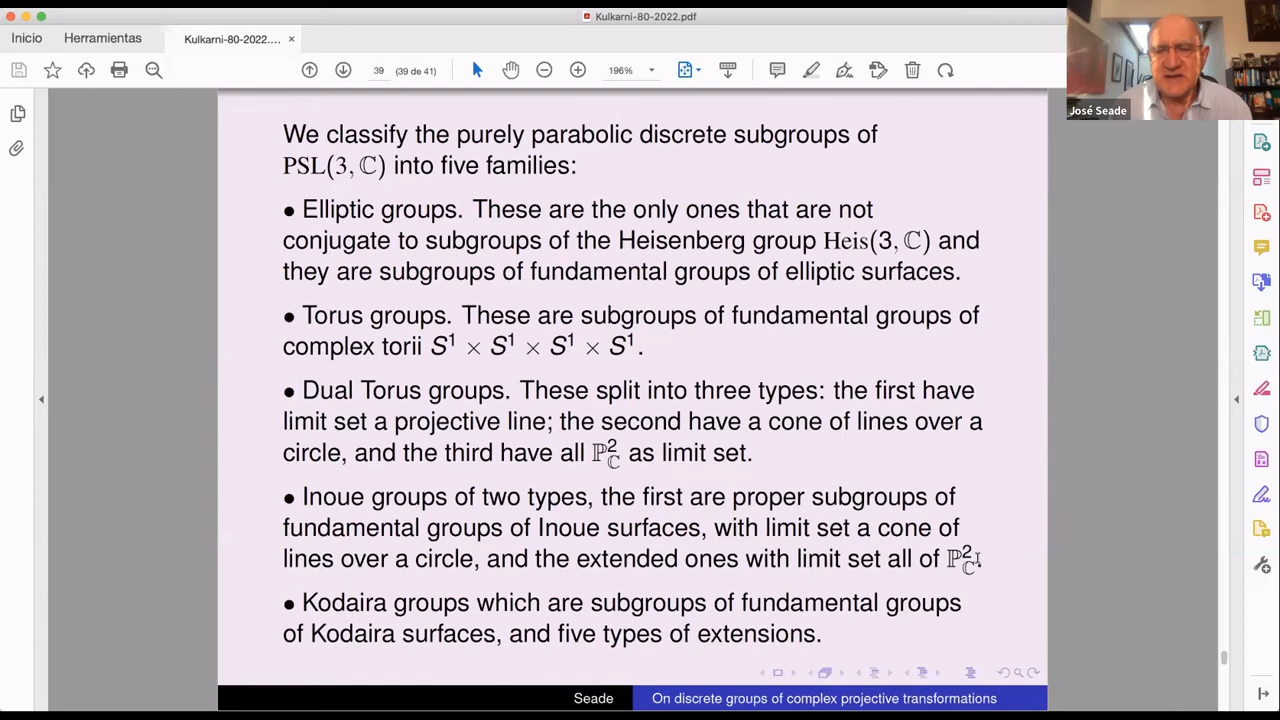 Kulkarni-80-2022.pdf
Inicio Herramientas Kulkarni-80-2022.... ×
39 (39 de 41) 196%
José Seade
We classify the purely parabolic discrete subgroups of
PSL(3, ℂ) into five families:
• Elliptic groups. These are the only ones that are not
conjugate to subgroups of the Heisenberg group Heis(3, ℂ) and
they are subgroups of fundamental groups of elliptic surfaces.
• Torus groups. These are subgroups of fundamental groups of
complex torii S¹ × S¹ × S¹ × S¹.
• Dual Torus groups. These split into three types: the first have
limit set a projective line; the second have a cone of lines over a
circle, and the third have all ℙ²_ℂ as limit set.
• Inoue groups of two types, the first are proper subgroups of
fundamental groups of Inoue surfaces, with limit set a cone of
lines over a circle, and the extended ones with limit set all of ℙ²_ℂ.
• Kodaira groups which are subgroups of fundamental groups
of Kodaira surfaces, and five types of extensions.
Seade On discrete groups of complex projective transformations